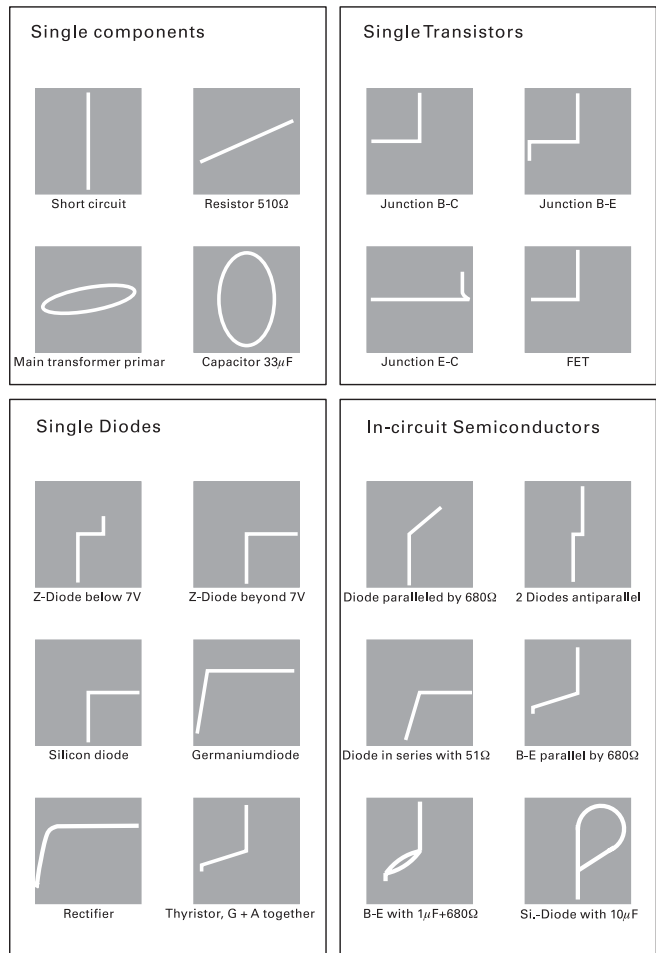 Single components
Short circuit
Resistor 510Ω
Main transformer primar
Capacitor 33μF
Single Transistors
Junction B-C
Junction B-E
Junction E-C
FET
Single Diodes
Z-Diode below 7V
Z-Diode beyond 7V
Silicon diode
Germaniumdiode
Rectifier
Thyristor, G + A together
In-circuit Semiconductors
Diode paralleled by 680Ω
2 Diodes antiparallel
Diode in series with 51Ω
B-E parallel by 680Ω
B-E with 1μF+680Ω
Si.-Diode with 10μF